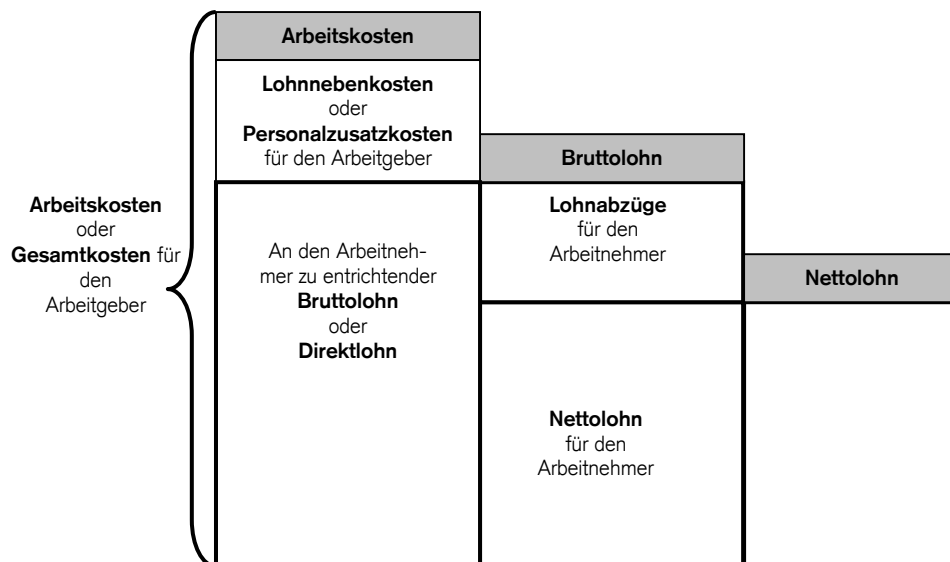 Arbeitskosten
Lohnnebenkosten
oder
Personalzusatzkosten
für den Arbeitgeber
Bruttolohn
Arbeitskosten
oder
Gesamtkosten für
den
Arbeitgeber
An den Arbeitneh-
mer zu entrichtender
Bruttolohn
oder
Direktlohn
Lohnabzüge
für den
Arbeitnehmer
Nettolohn
Nettolohn
für den
Arbeitnehmer